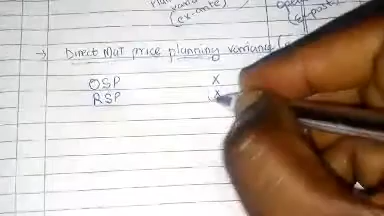 (ex-ante)
→ Direct Mat price planning variance (
OSP X
RSP X